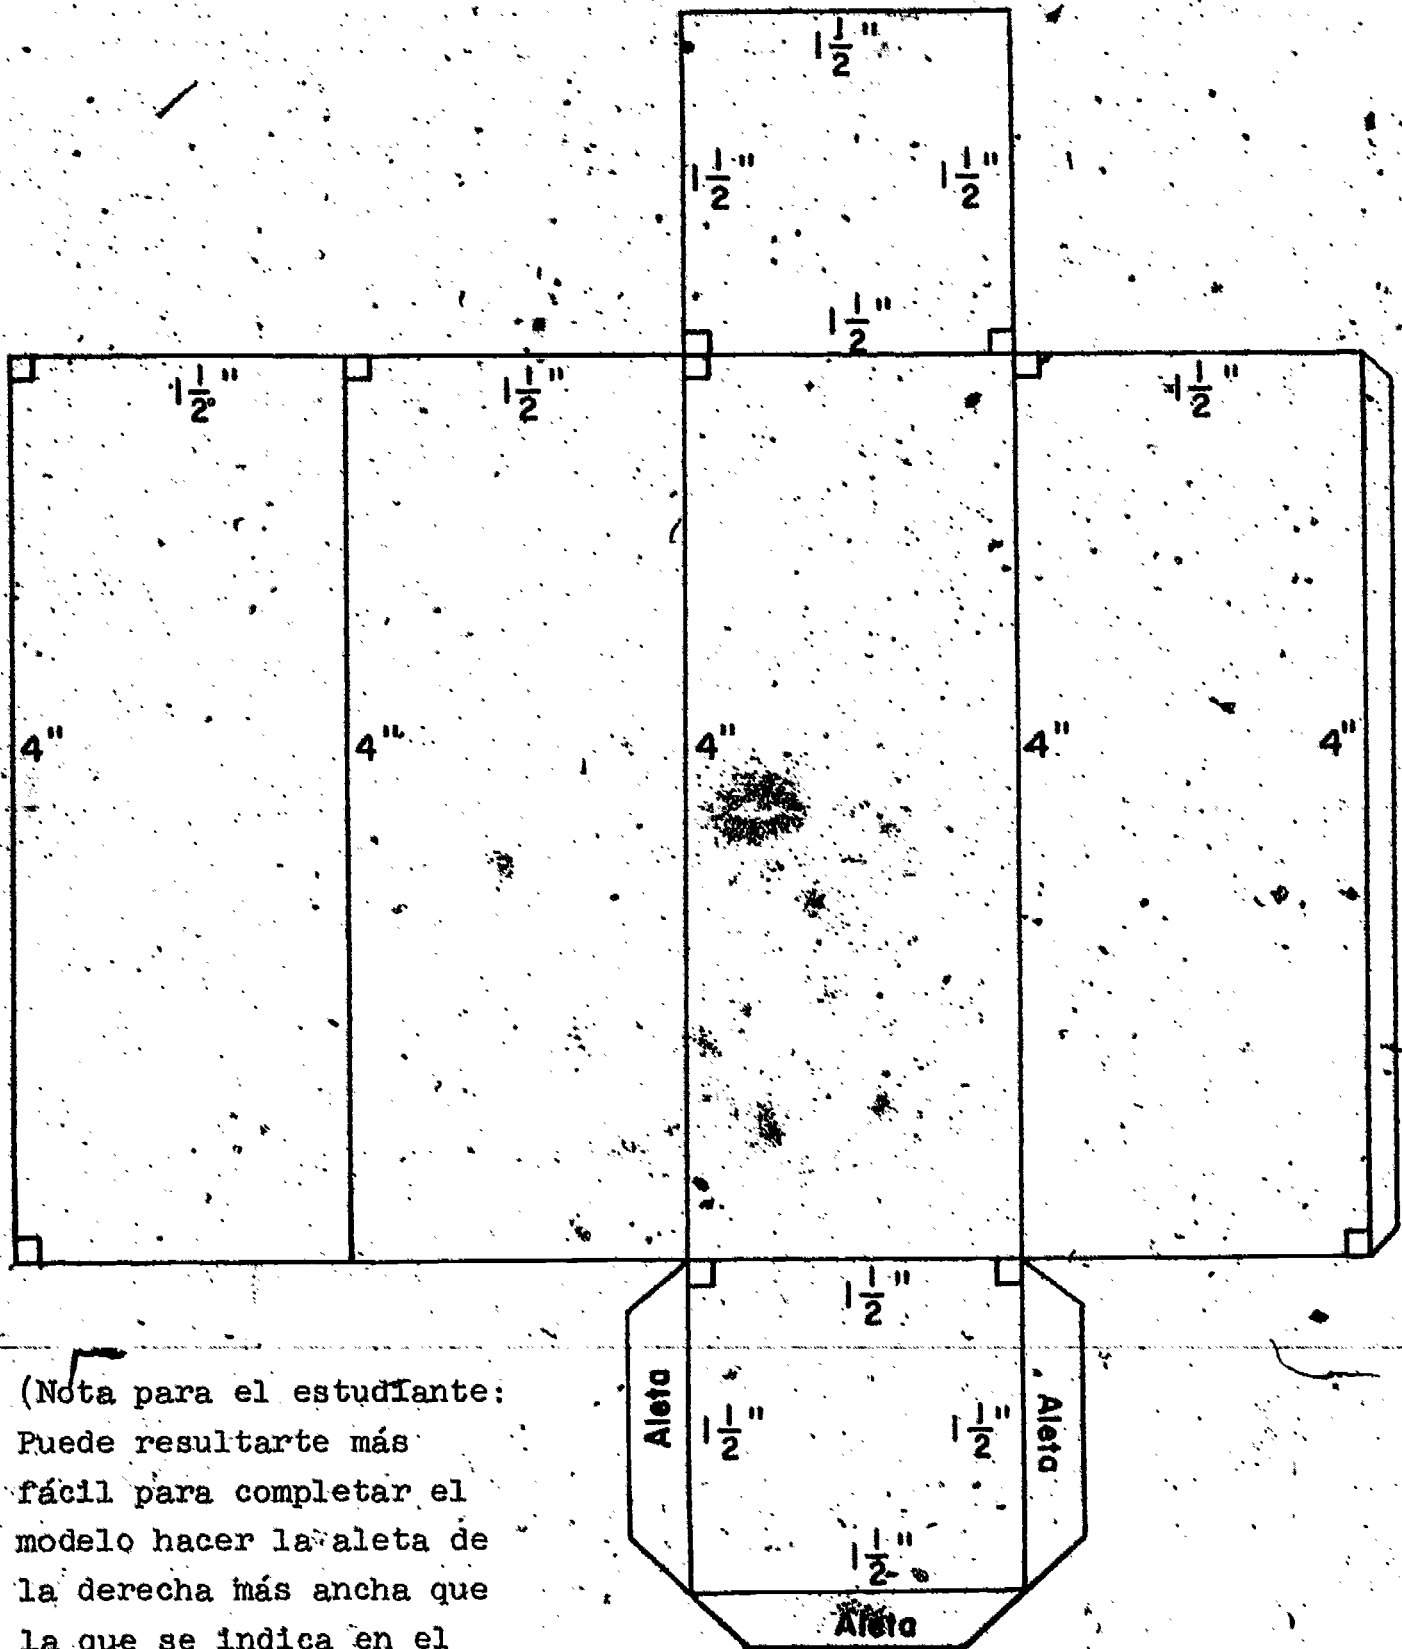 1 1/2"
1 1/2" 1 1/2"
1 1/2"
1 1/2" 1 1/2" 1 1/2"
4" 4" 4" 4" 4"
1 1/2"
Aleta 1 1/2" 1 1/2" Aleta
1 1/2"
Aleta
(Nota para el estudiante:
Puede resultarte más
fácil para completar el
modelo hacer la aleta de
la derecha más ancha que
la que se indica en el